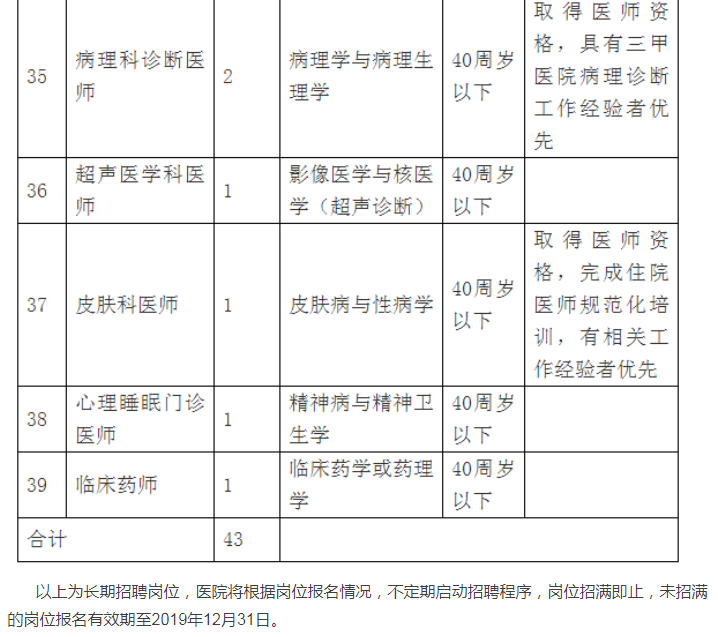 取得医师资
格，具有三甲
医院病理诊断
工作经验者优
先
35
病理科诊断医
师
2
病理学与病理生
理学
40周岁
以下
36
超声医学科医
师
1
影像医学与核医
学（超声诊断）
40周岁
以下
37
皮肤科医师
1
皮肤病与性病学
40周岁
以下
取得医师资
格，完成住院
医师规范化培
训，有相关工
作经验者优先
38
心理睡眠门诊
医师
1
精神病与精神卫
生学
40周岁
以下
39
临床药师
1
临床药学或药理
学
40周岁
以下
合计
43
以上为长期招聘岗位，医院将根据岗位报名情况，不定期启动招聘程序，岗位招满即止，未招满
的岗位报名有效期至2019年12月31日。